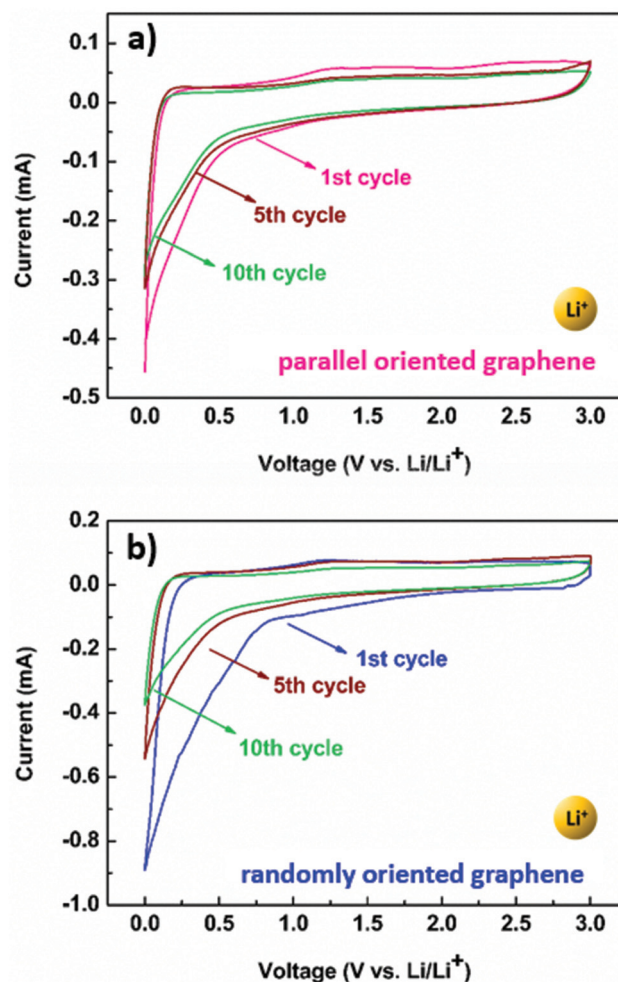 a)
0.1
0.0
-0.1
-0.2
-0.3
-0.4
-0.5
Current (mA)
1st cycle
5th cycle
10th cycle
Li+
parallel oriented graphene
0.0 0.5 1.0 1.5 2.0 2.5 3.0
Voltage (V vs. Li/Li+)
b)
0.2
0.0
-0.2
-0.4
-0.6
-0.8
-1.0
Current (mA)
1st cycle
5th cycle
10th cycle
Li+
randomly oriented graphene
0.0 0.5 1.0 1.5 2.0 2.5 3.0
Voltage (V vs. Li/Li+)